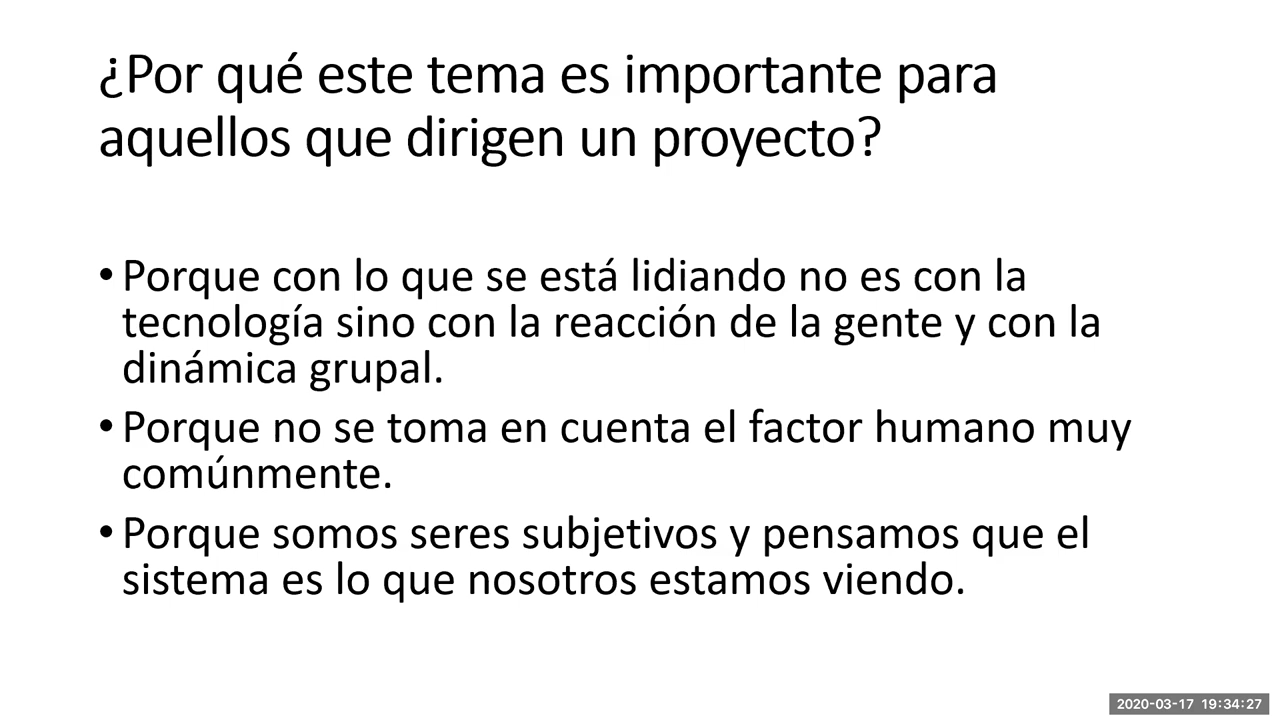 ¿Por qué este tema es importante para
aquellos que dirigen un proyecto?
• Porque con lo que se está lidiando no es con la
tecnología sino con la reacción de la gente y con la
dinámica grupal.
• Porque no se toma en cuenta el factor humano muy
comúnmente.
• Porque somos seres subjetivos y pensamos que el
sistema es lo que nosotros estamos viendo.
2020-03-17 19:34:27